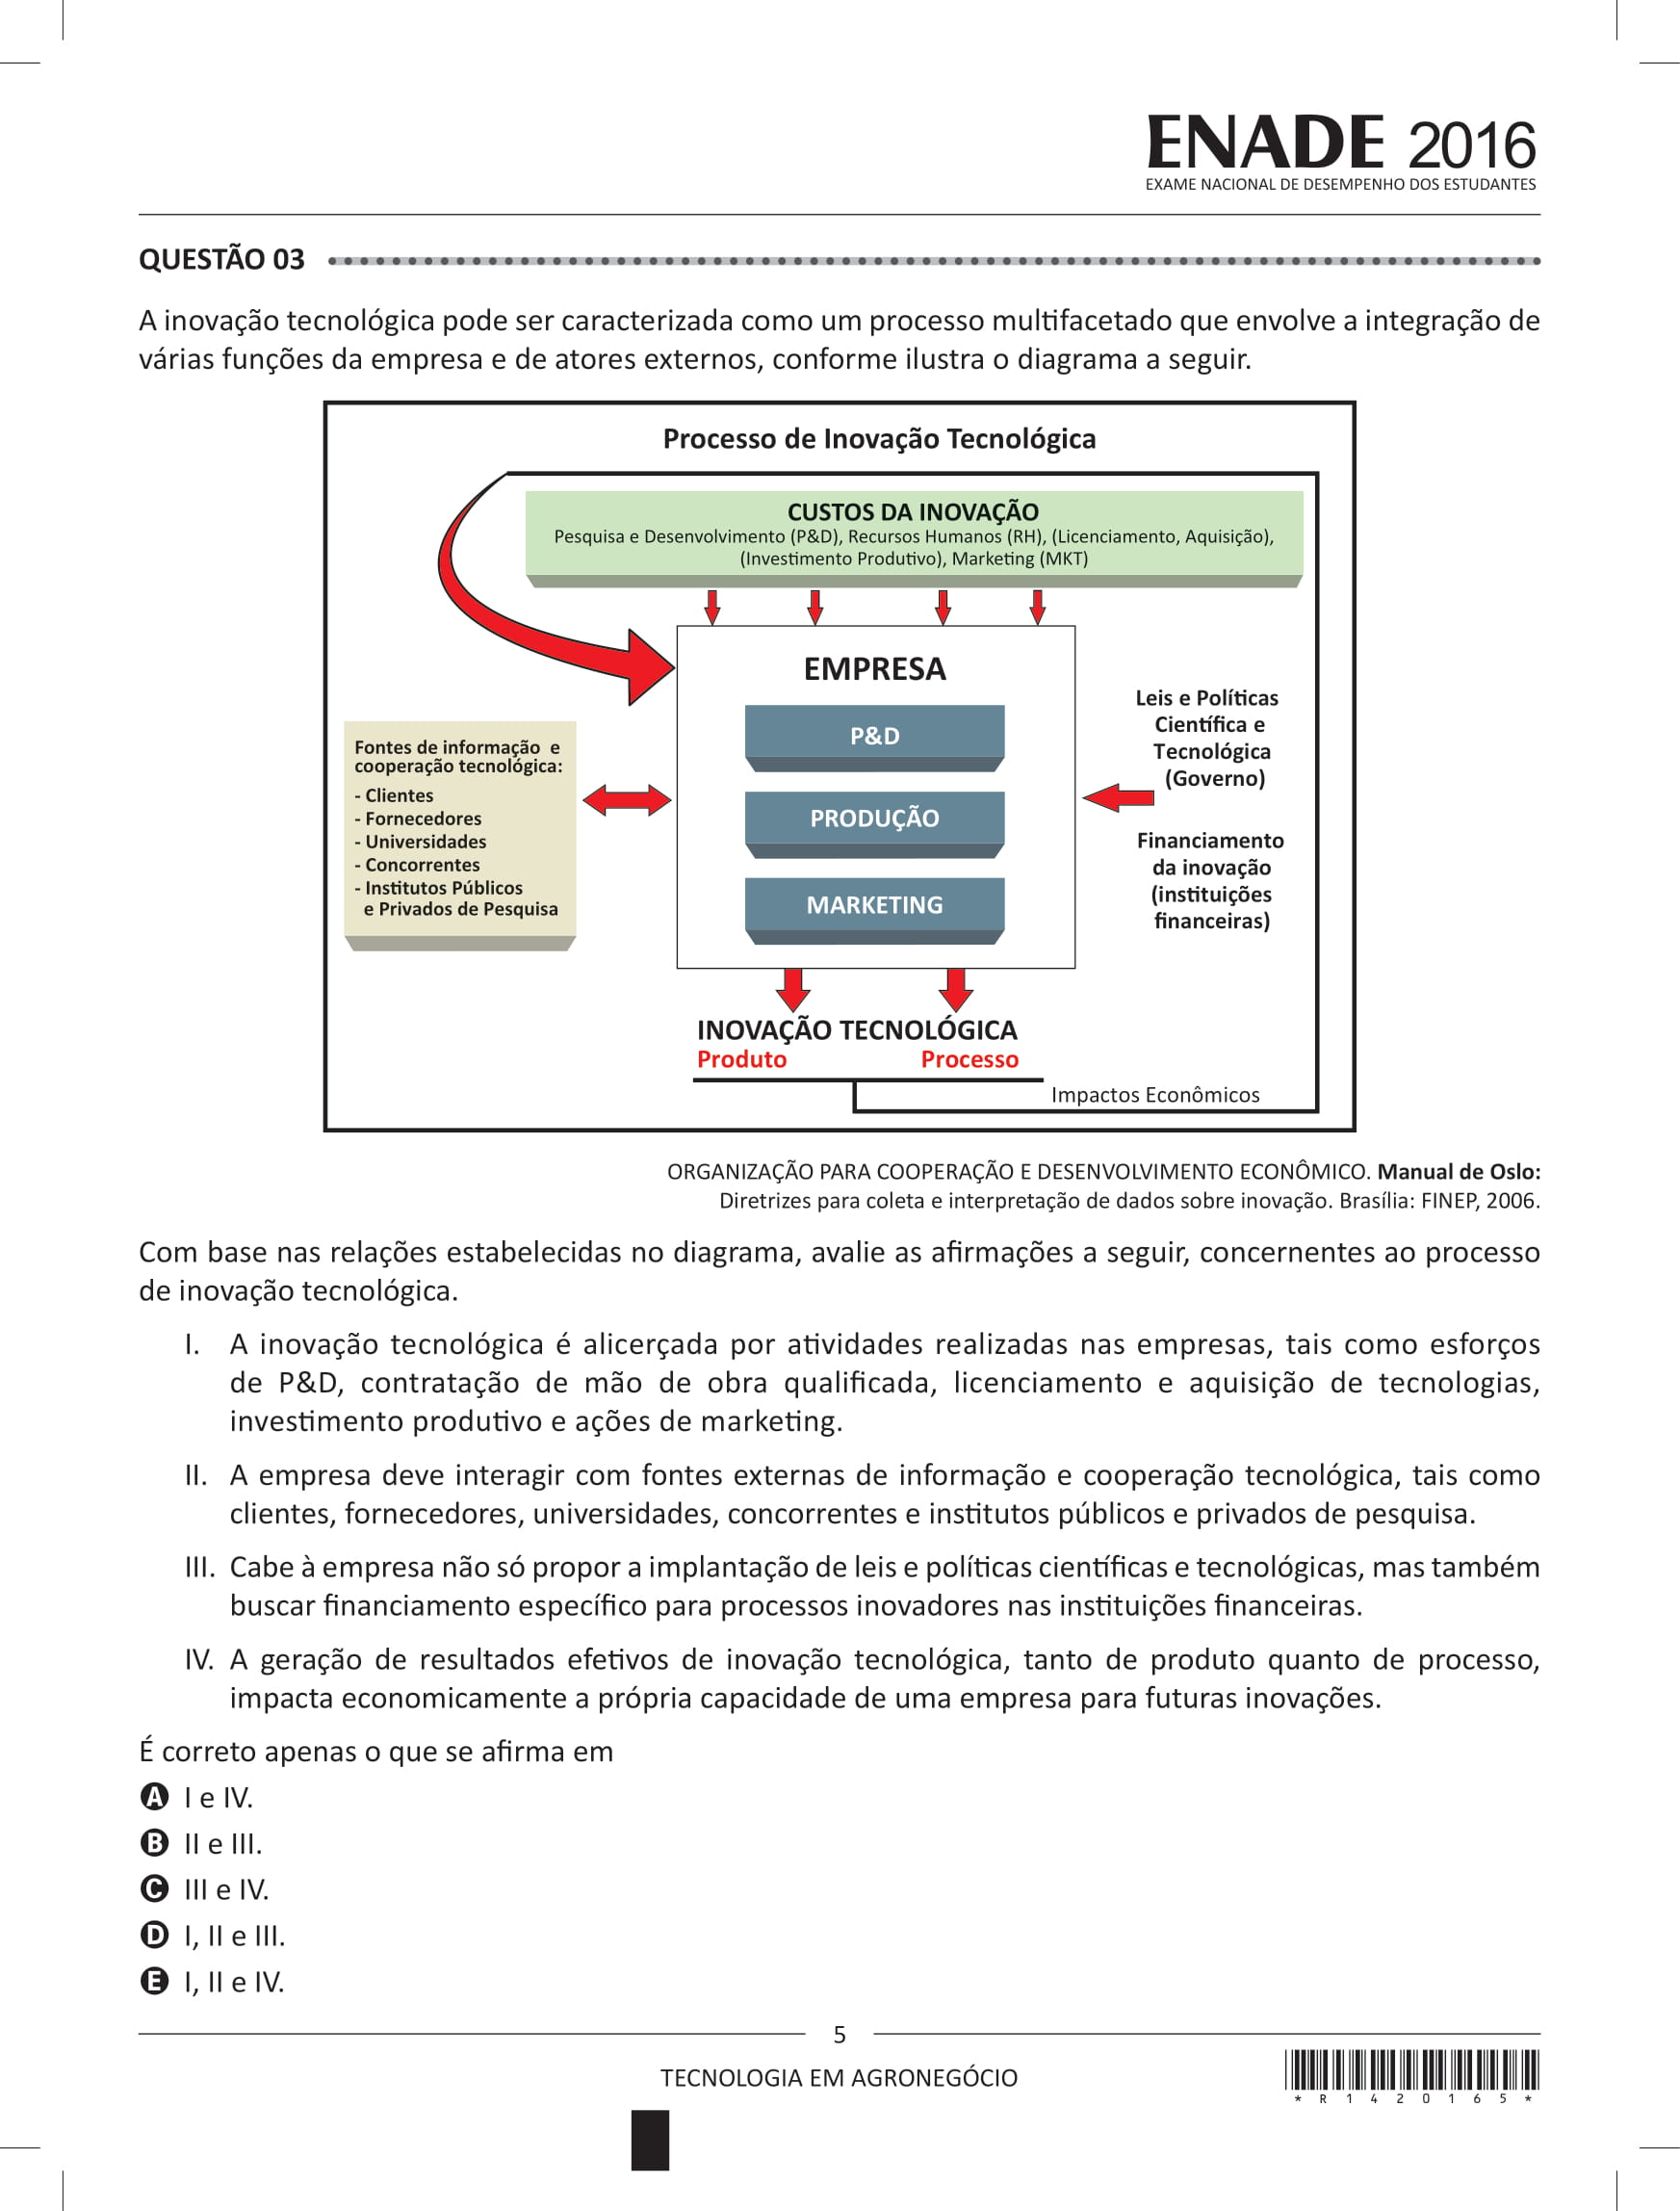 ENADE 2016
EXAME NACIONAL DE DESEMPENHO DOS ESTUDANTES
QUESTÃO 03
A inovação tecnológica pode ser caracterizada como um processo multifacetado que envolve a integração de
várias funções da empresa e de atores externos, conforme ilustra o diagrama a seguir.
Processo de Inovação Tecnológica
CUSTOS DA INOVAÇÃO
Pesquisa e Desenvolvimento (P&D), Recursos Humanos (RH), (Licenciamento, Aquisição),
(Investimento Produtivo), Marketing (MKT)
EMPRESA
P&D
PRODUÇÃO
MARKETING
Fontes de informação e
cooperação tecnológica:
- Clientes
- Fornecedores
- Universidades
- Concorrentes
- Institutos Públicos
e Privados de Pesquisa
Leis e Políticas
Científica e
Tecnológica
(Governo)
Financiamento
da inovação
(instituições
financeiras)
INOVAÇÃO TECNOLÓGICA
Produto Processo
Impactos Econômicos
ORGANIZAÇÃO PARA COOPERAÇÃO E DESENVOLVIMENTO ECONÔMICO. Manual de Oslo:
Diretrizes para coleta e interpretação de dados sobre inovação. Brasília: FINEP, 2006.
Com base nas relações estabelecidas no diagrama, avalie as afirmações a seguir, concernentes ao processo
de inovação tecnológica.
I. A inovação tecnológica é alicerçada por atividades realizadas nas empresas, tais como esforços
de P&D, contratação de mão de obra qualificada, licenciamento e aquisição de tecnologias,
investimento produtivo e ações de marketing.
II. A empresa deve interagir com fontes externas de informação e cooperação tecnológica, tais como
clientes, fornecedores, universidades, concorrentes e institutos públicos e privados de pesquisa.
III. Cabe à empresa não só propor a implantação de leis e políticas científicas e tecnológicas, mas também
buscar financiamento específico para processos inovadores nas instituições financeiras.
IV. A geração de resultados efetivos de inovação tecnológica, tanto de produto quanto de processo,
impacta economicamente a própria capacidade de uma empresa para futuras inovações.
É correto apenas o que se afirma em
A I e IV.
B II e III.
C III e IV.
D I, II e III.
E I, II e IV.
5
TECNOLOGIA EM AGRONEGÓCIO
* R 1 4 2 0 1 6 5 *